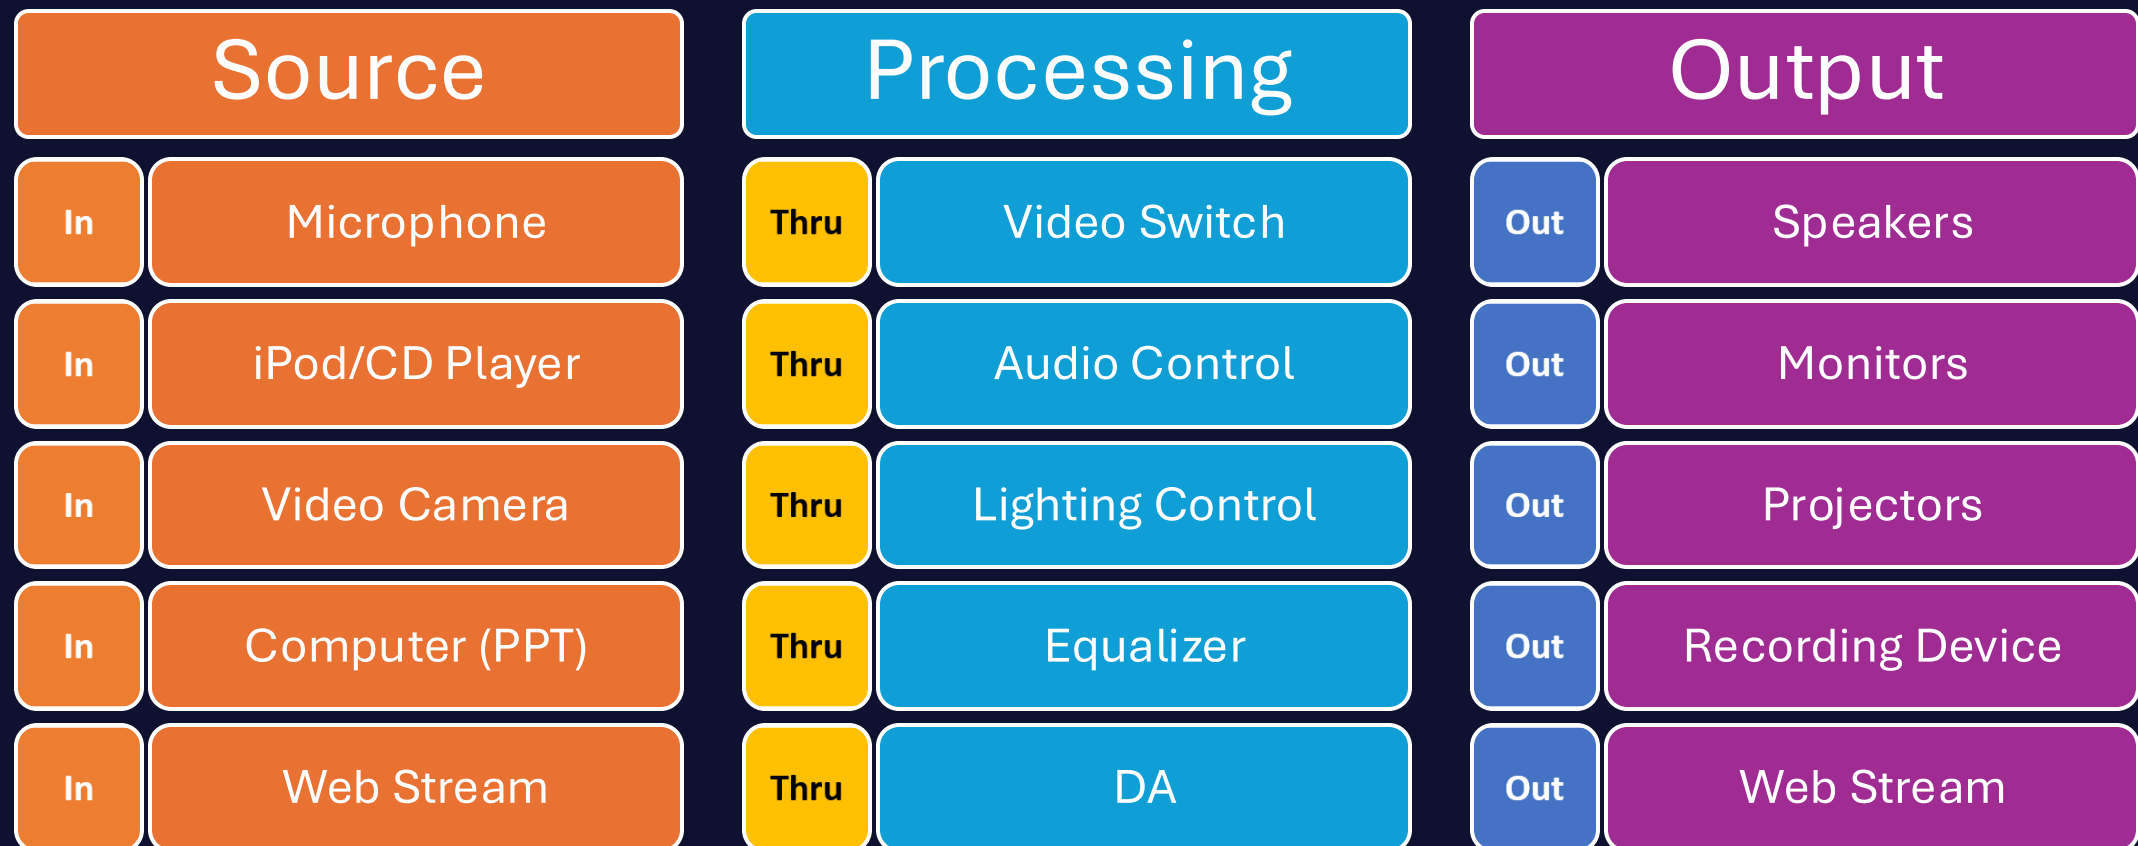 Source
Processing
Output
In
Microphone
Thru
Video Switch
Out
Speakers
In
iPod/CD Player
Thru
Audio Control
Out
Monitors
In
Video Camera
Thru
Lighting Control
Out
Projectors
In
Computer (PPT)
Thru
Equalizer
Out
Recording Device
In
Web Stream
Thru
DA
Out
Web Stream